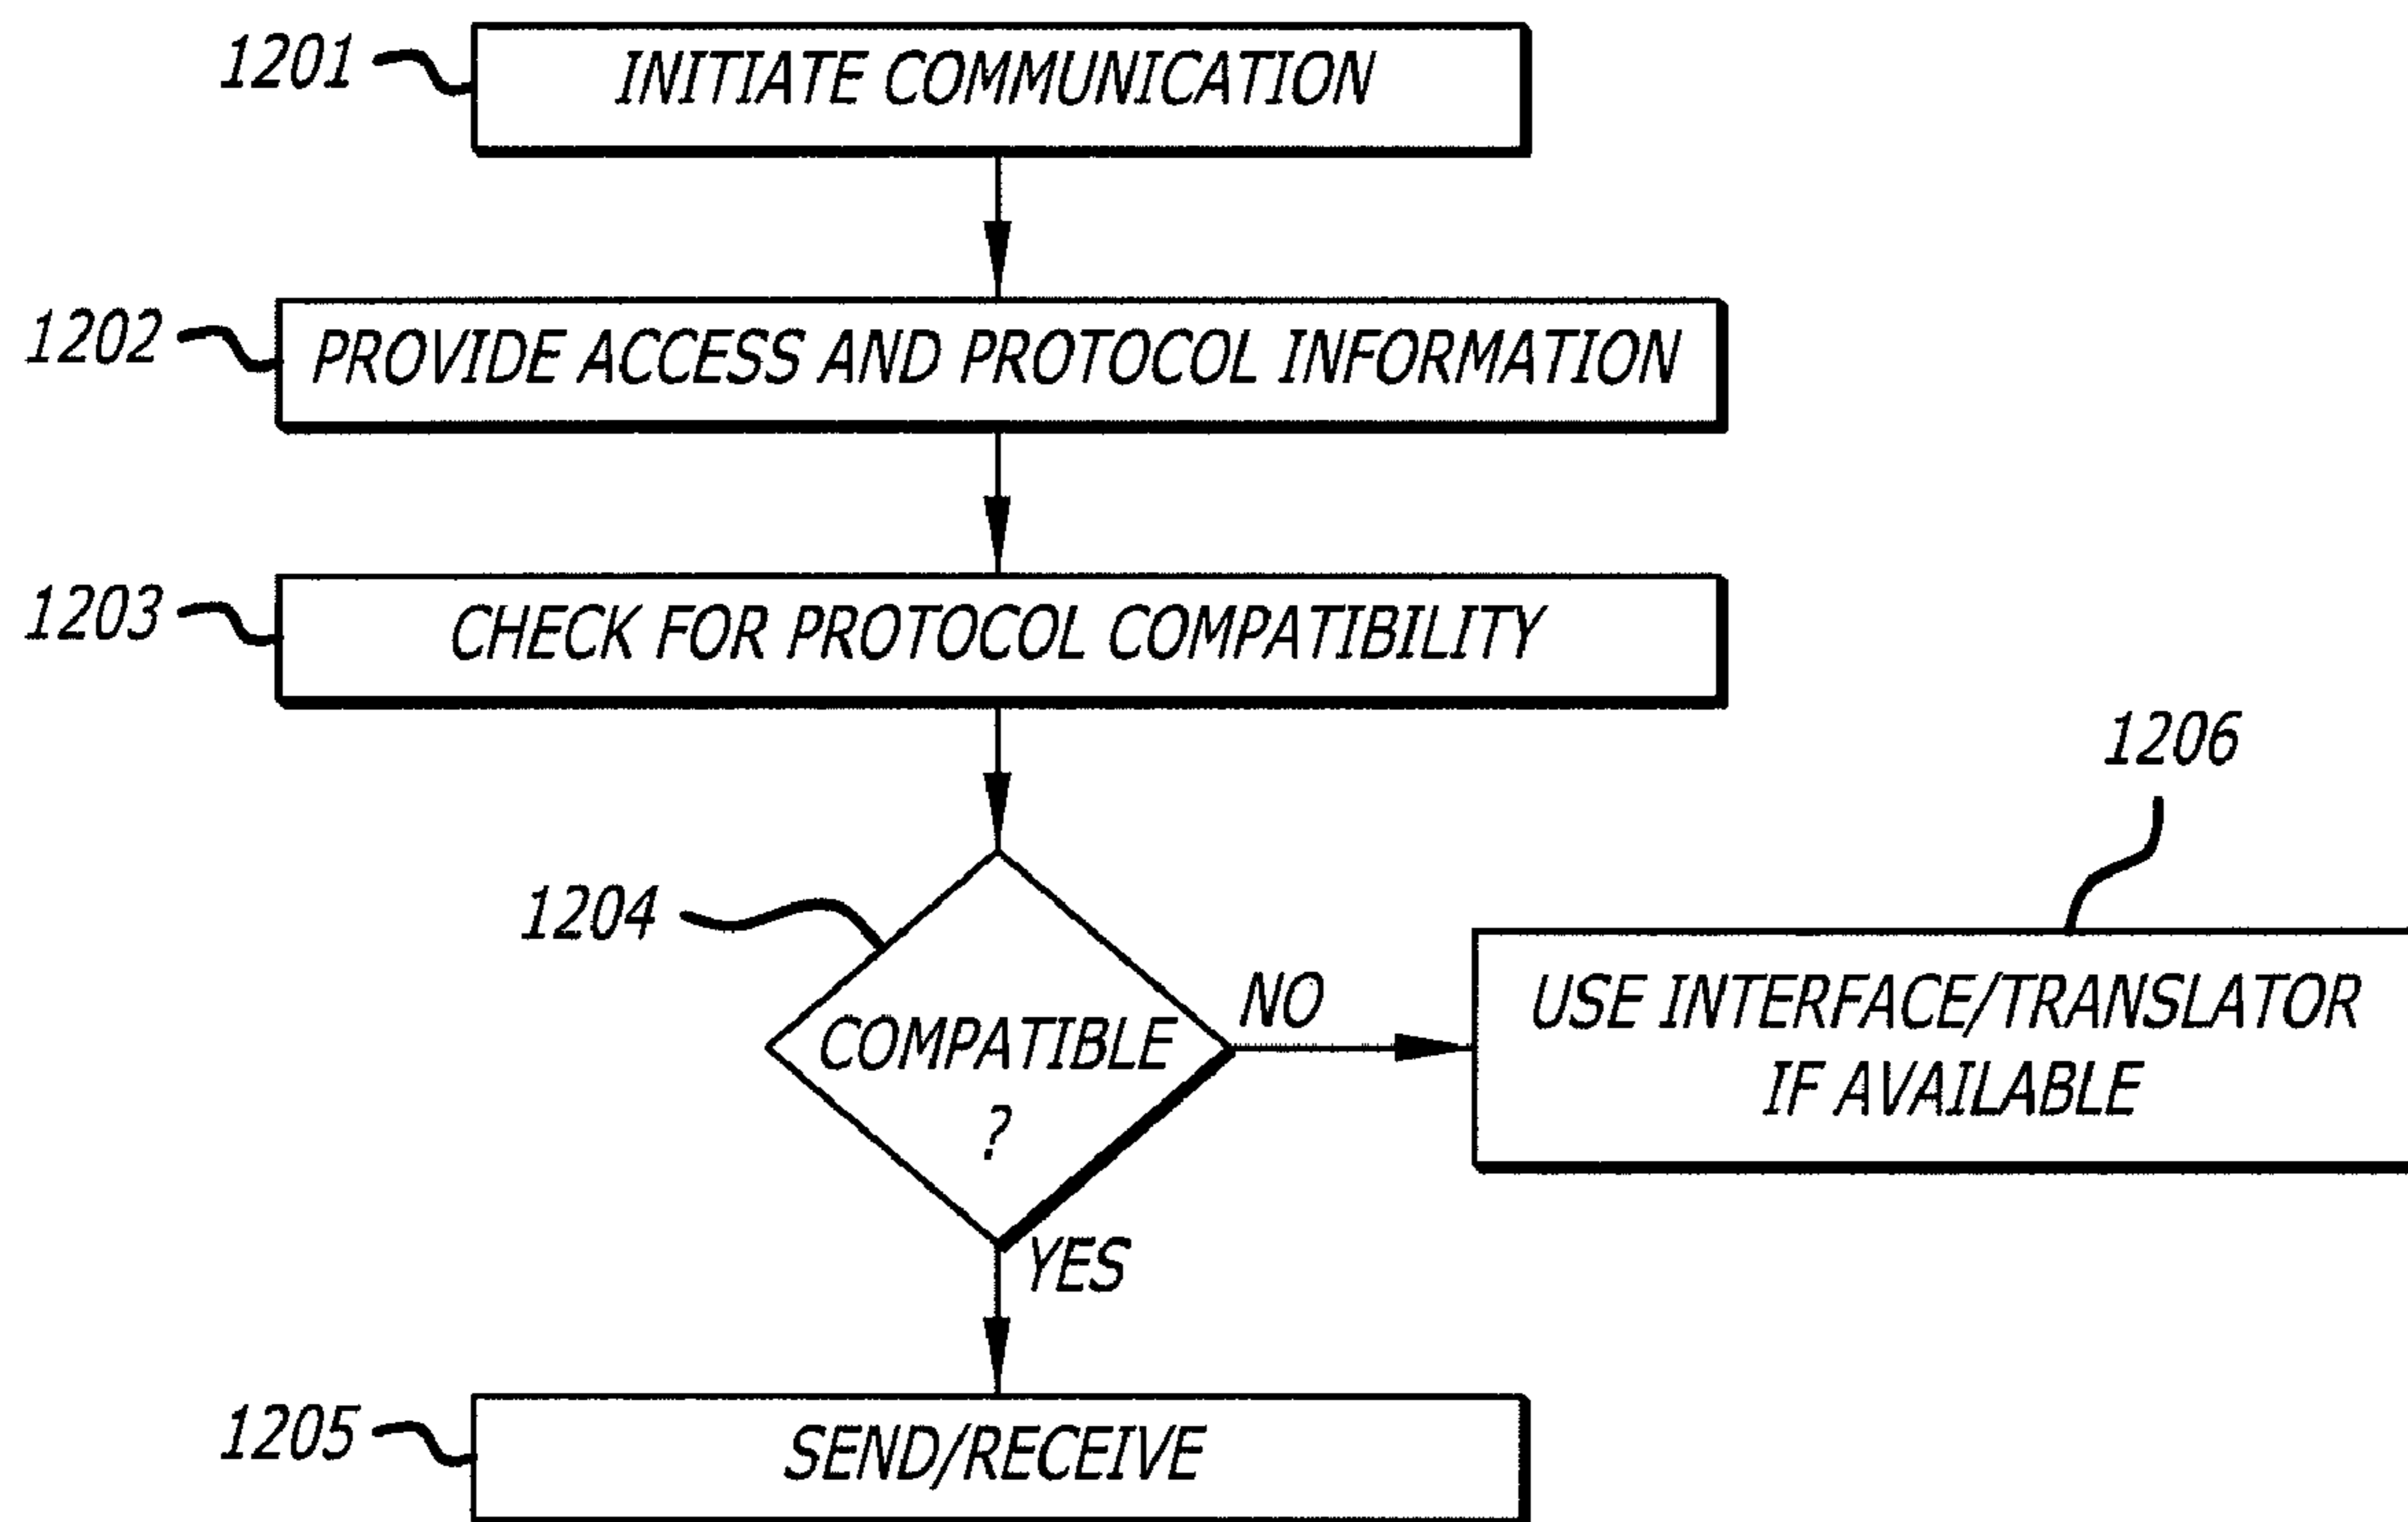 1201
INITIATE COMMUNICATION
1202
PROVIDE ACCESS AND PROTOCOL INFORMATION
1203
CHECK FOR PROTOCOL COMPATIBILITY
1204
COMPATIBLE
?
NO
YES
1206
USE INTERFACE/TRANSLATOR
IF AVAILABLE
1205
SEND/RECEIVE